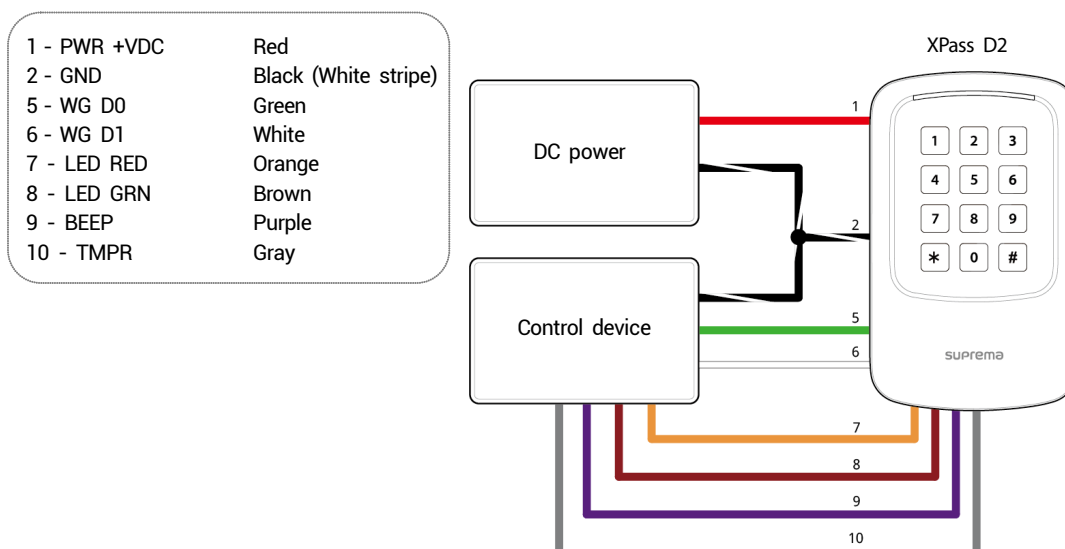 1 - PWR +VDC Red
2 - GND Black (White stripe)
5 - WG D0 Green
6 - WG D1 White
7 - LED RED Orange
8 - LED GRN Brown
9 - BEEP Purple
10 - TMPR Gray
XPass D2
DC power
Control device
1
2
5
6
7
8
9
10
1 2 3
4 5 6
7 8 9
* 0 #
suprema